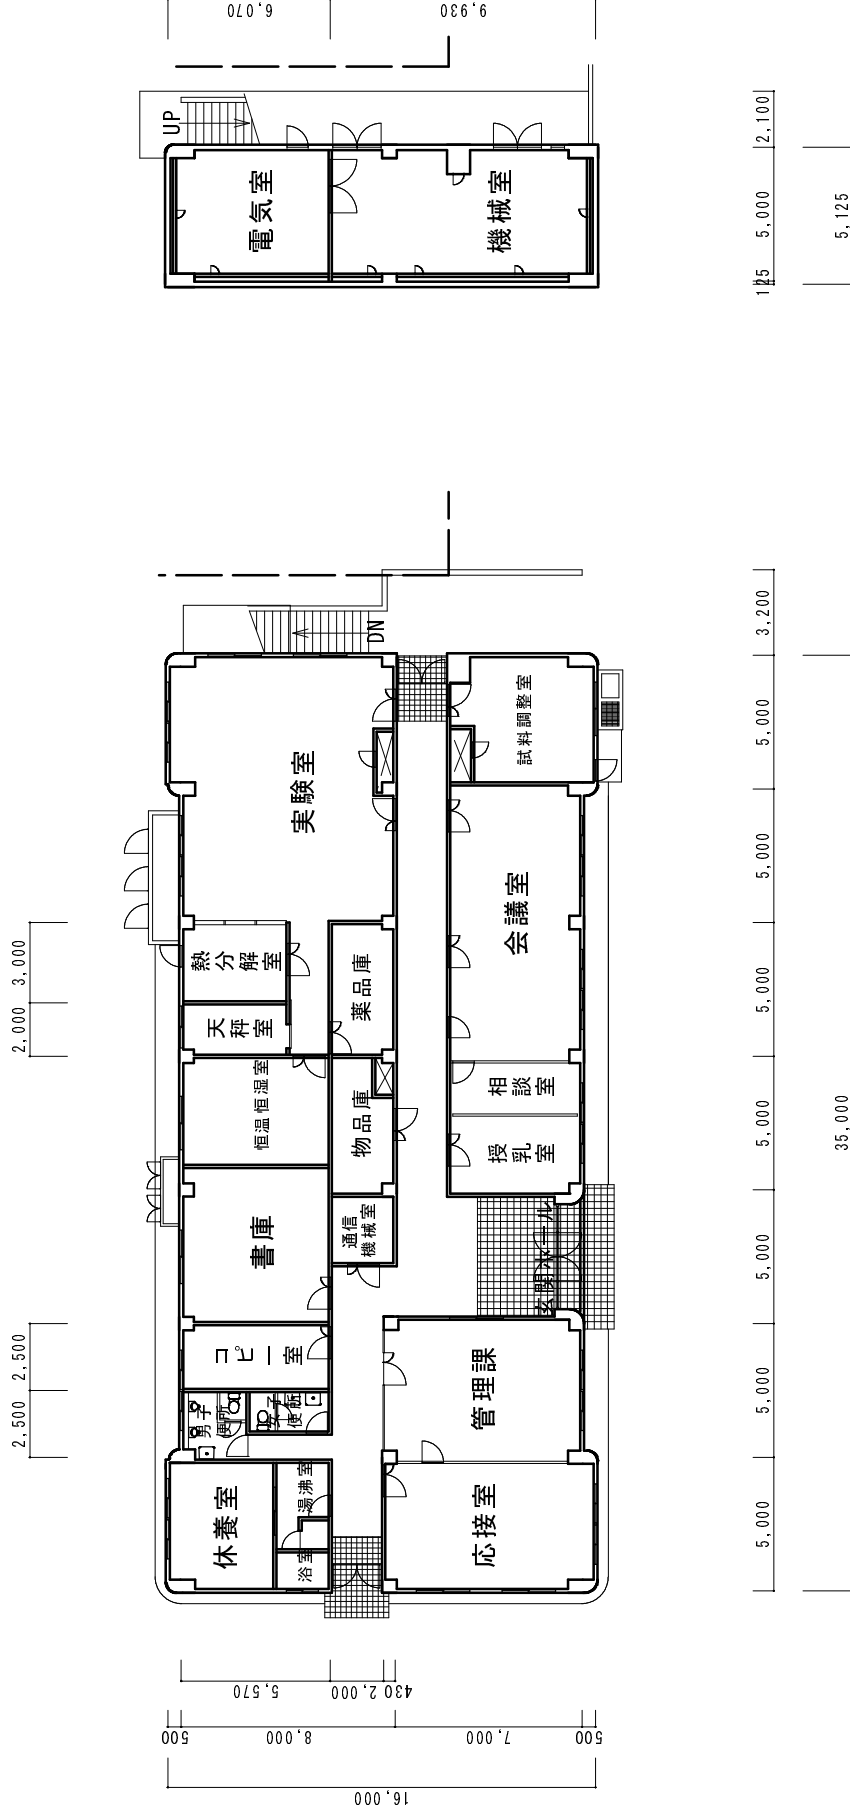 6,070
9,930
UP
電気室
機械室
2,100
5,000
125
5,125
DN
3,200
実験室
試料調整室
5,000
熱分
解室
会議室
5,000
3,000
天秤
室
薬品庫
5,000
2,000
恒温恒湿室
物品庫
相談
室
授乳
室
5,000
35,000
書庫
通信
機械室
玄関ホール
5,000
コピー室
管理課
2,500
男子
便所
女子
便所
5,000
2,500
休養室
湯沸室
浴室
応接室
5,000
5,570
2,000
430
500
8,000
7,000
500
16,000